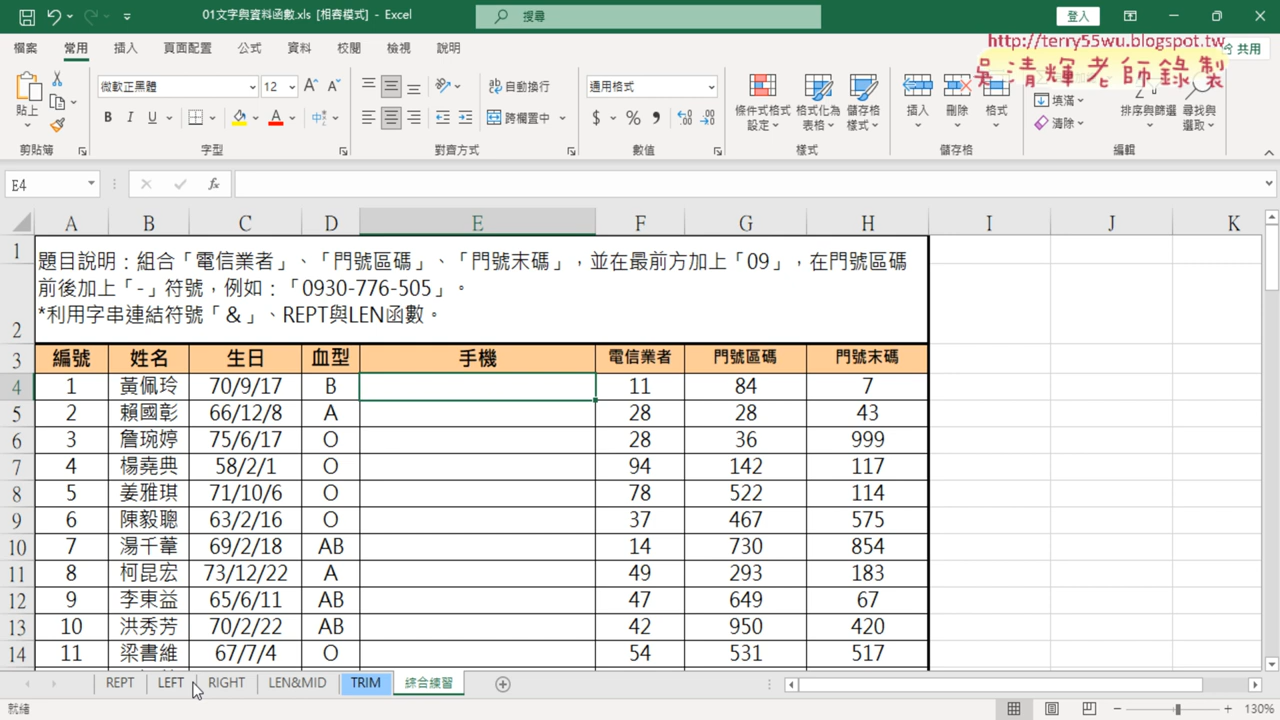 01文字與資料函數.xls [相容模式] - Excel
搜尋
登入
檔案 常用 插入 頁面配置 公式 資料 校閱 檢視 說明
共用
http://terry55wu.blogspot.tw
吳清輝老師錄製
貼上
微軟正黑體 12
自動換行
跨欄置中
通用格式
條件式格式設定
格式化為表格
儲存格樣式
插入 刪除 格式
填滿
清除
排序與篩選
尋找與選取
剪貼簿 字型 對齊方式 數值 樣式 儲存格 編輯
E4
A B C D E F G H I J K
1 題目說明：組合「電信業者」、「門號區碼」、「門號末碼」，並在最前方加上「09」，在門號區碼
前後加上「-」符號，例如：「0930-776-505」。
2 *利用字串連結符號「&」、REPT與LEN函數。
3 編號 姓名 生日 血型 手機 電信業者 門號區碼 門號末碼
4 1 黃佩玲 70/9/17 B 11 84 7
5 2 賴國彰 66/12/8 A 28 28 43
6 3 詹琬婷 75/6/17 O 28 36 999
7 4 楊堯典 58/2/1 O 94 142 117
8 5 姜雅琪 71/10/6 O 78 522 114
9 6 陳毅聰 63/2/16 O 37 467 575
10 7 湯千葦 69/2/18 AB 14 730 854
11 8 柯昆宏 73/12/22 A 49 293 183
12 9 李東益 65/6/11 AB 47 649 67
13 10 洪秀芳 70/2/22 AB 42 950 420
14 11 梁書維 67/7/4 O 54 531 517
REPT LEFT RIGHT LEN&MID TRIM 綜合練習
就緒
130%